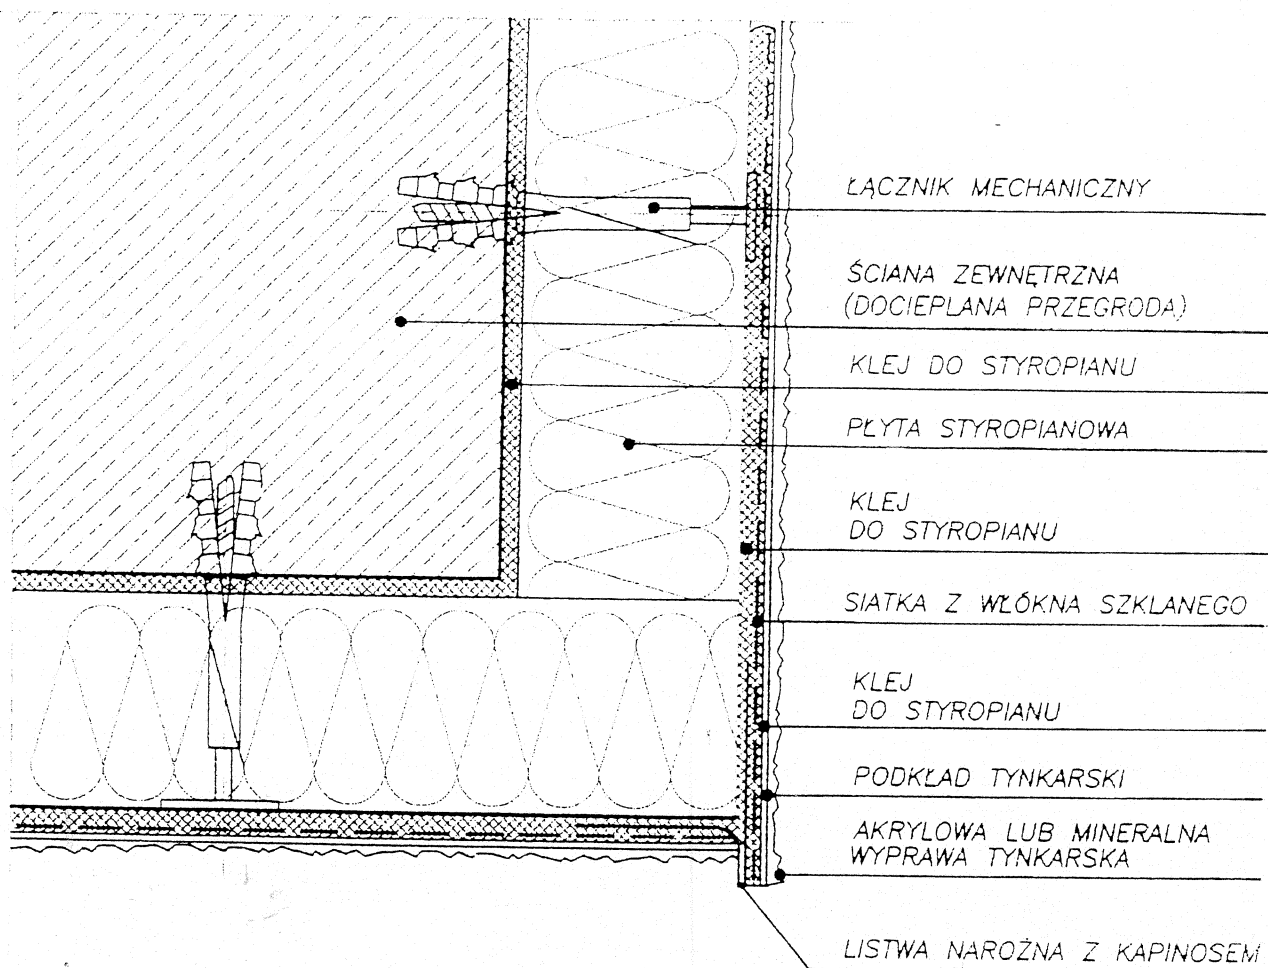 ŁĄCZNIK MECHANICZNY
ŚCIANA ZEWNĘTRZNA
(DOCIEPLANA PRZEGRODA)
KLEJ DO STYROPIANU
PŁYTA STYROPIANOWA
KLEJ
DO STYROPIANU
SIATKA Z WŁÓKNA SZKLANEGO
KLEJ
DO STYROPIANU
PODKŁAD TYNKARSKI
AKRYLOWA LUB MINERALNA
WYPRAWA TYNKARSKA
LISTWA NAROŻNA Z KAPINOSEM